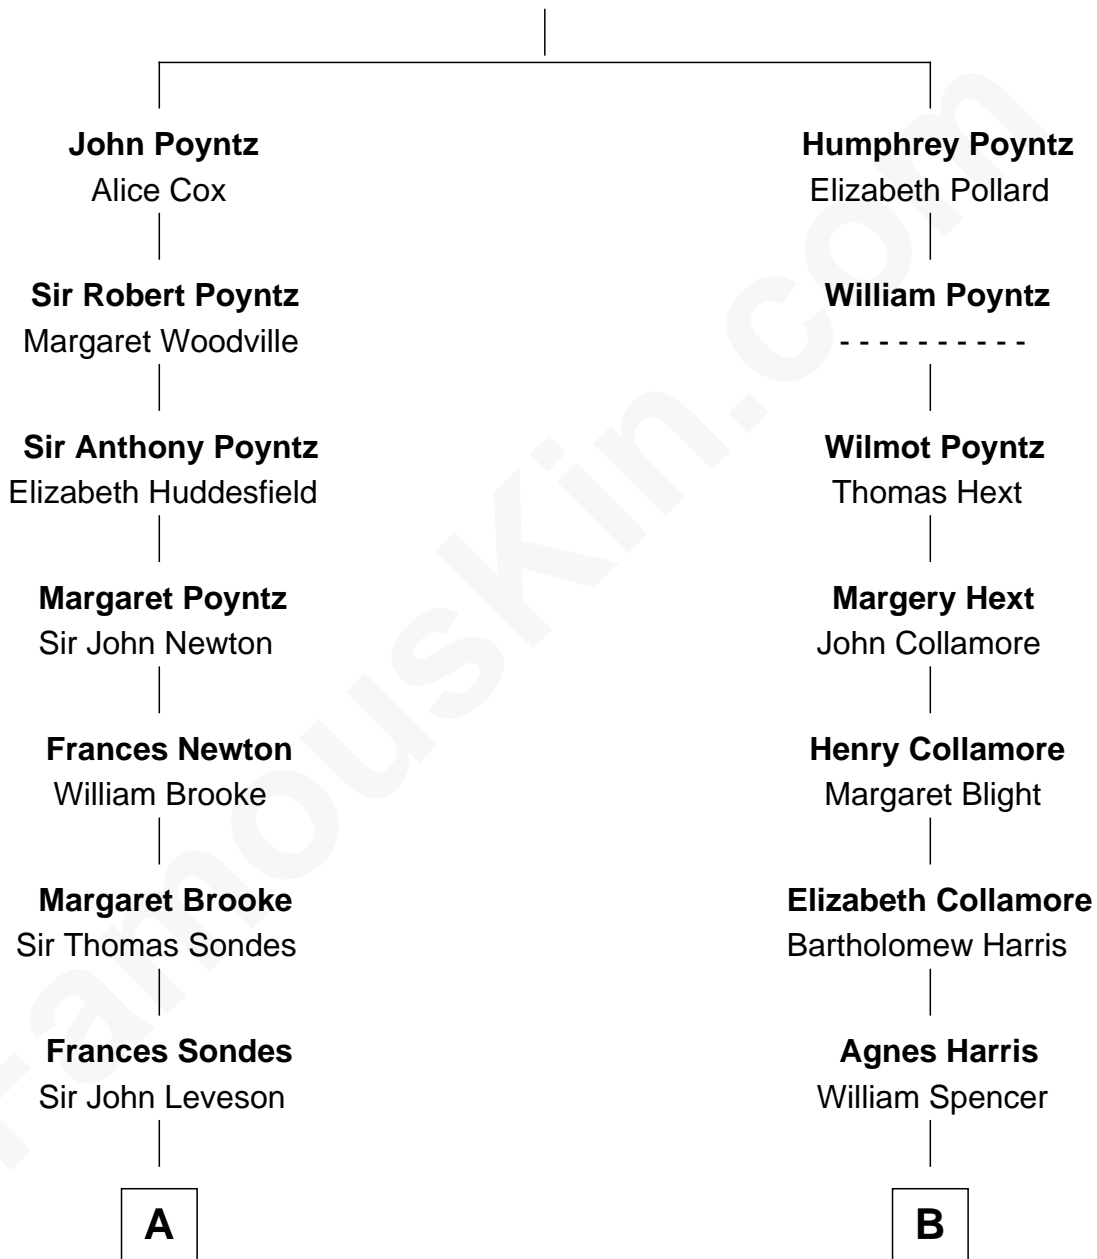 John Poyntz
Alice Cox
Sir Robert Poyntz
Margaret Woodville
Sir Anthony Poyntz
Elizabeth Huddesfield
Margaret Poyntz
Sir John Newton
Frances Newton
William Brooke
Margaret Brooke
Sir Thomas Sondes
Frances Sondes
Sir John Leveson
A
Humphrey Poyntz
Elizabeth Pollard
William Poyntz
- - - - - - - - - -
Wilmot Poyntz
Thomas Hext
Margery Hext
John Collamore
Henry Collamore
Margaret Blight
Elizabeth Collamore
Bartholomew Harris
Agnes Harris
William Spencer
B
FamousKin.com